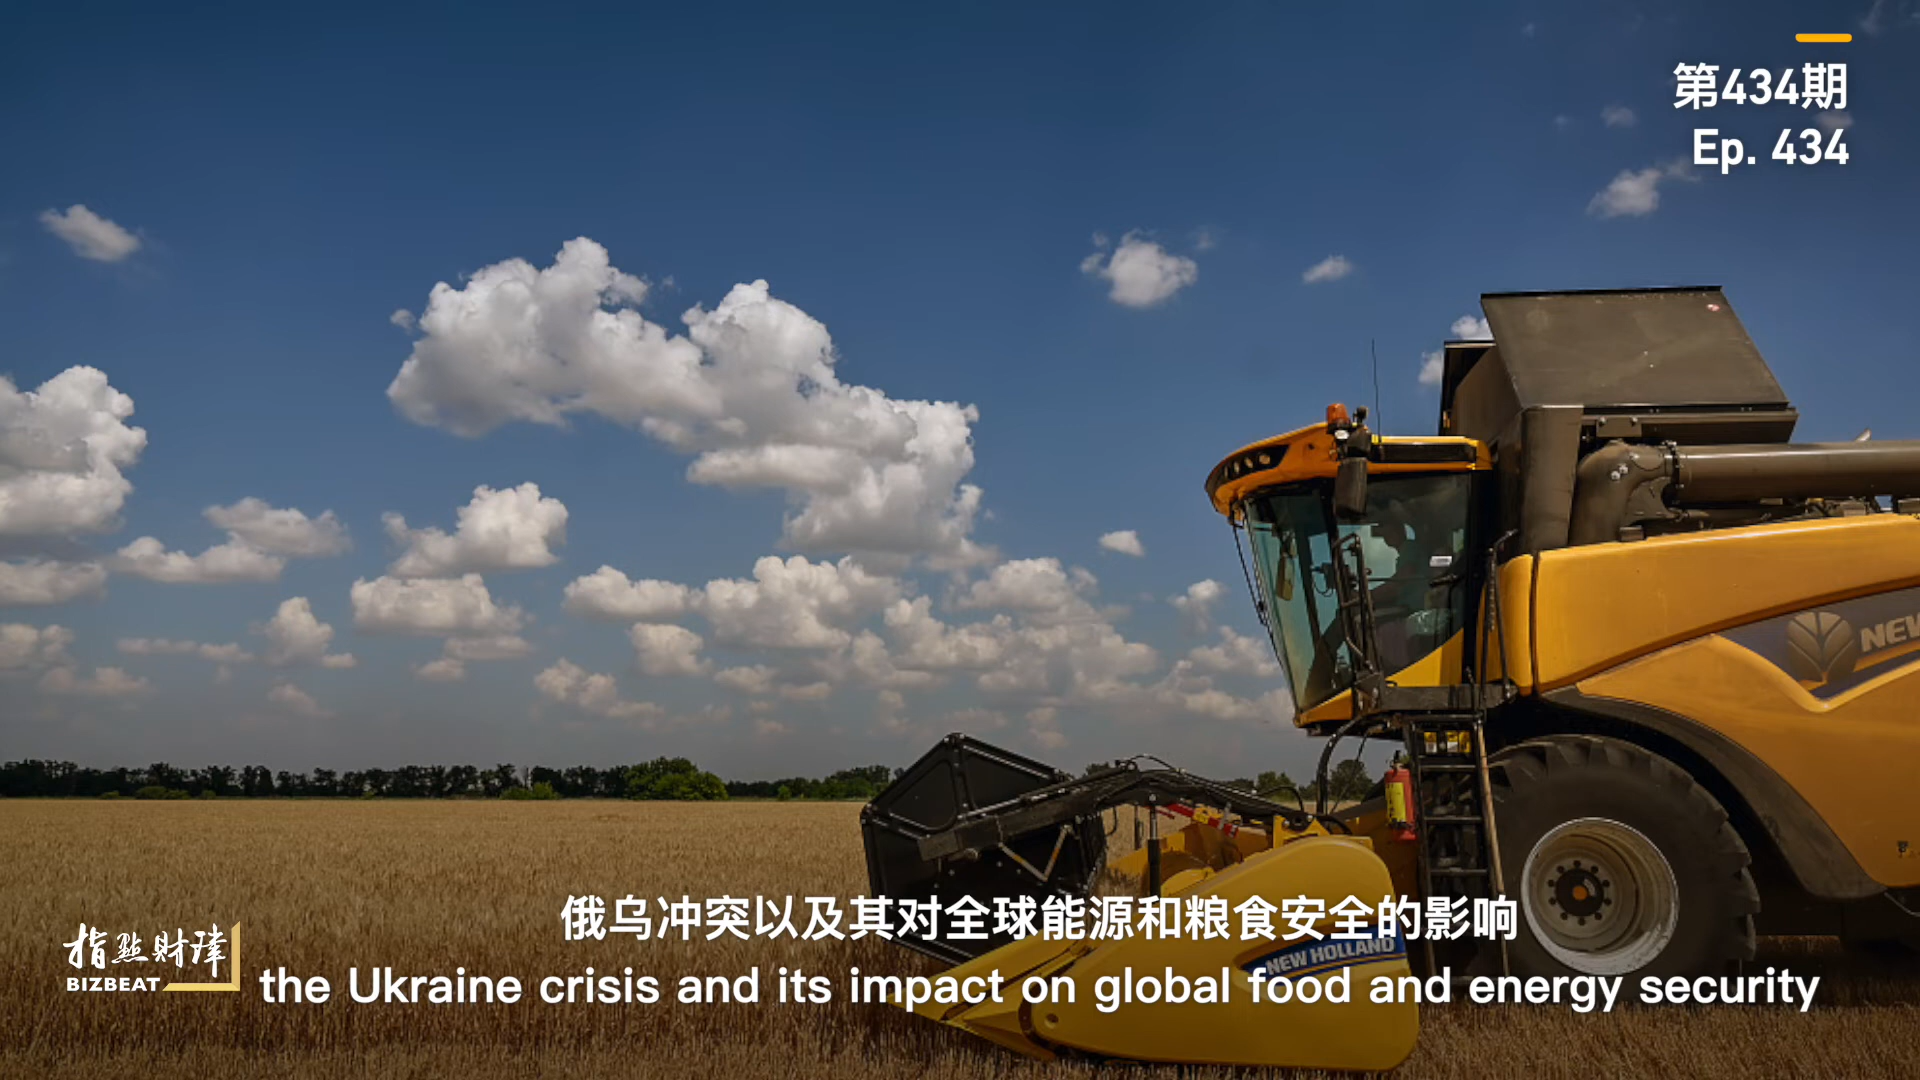 第434期
Ep. 434
NEW
俄乌冲突以及其对全球能源和粮食安全的影响
NEW HOLLAND
指點财津
BIZBEAT
the Ukraine crisis and its impact on global food and energy security